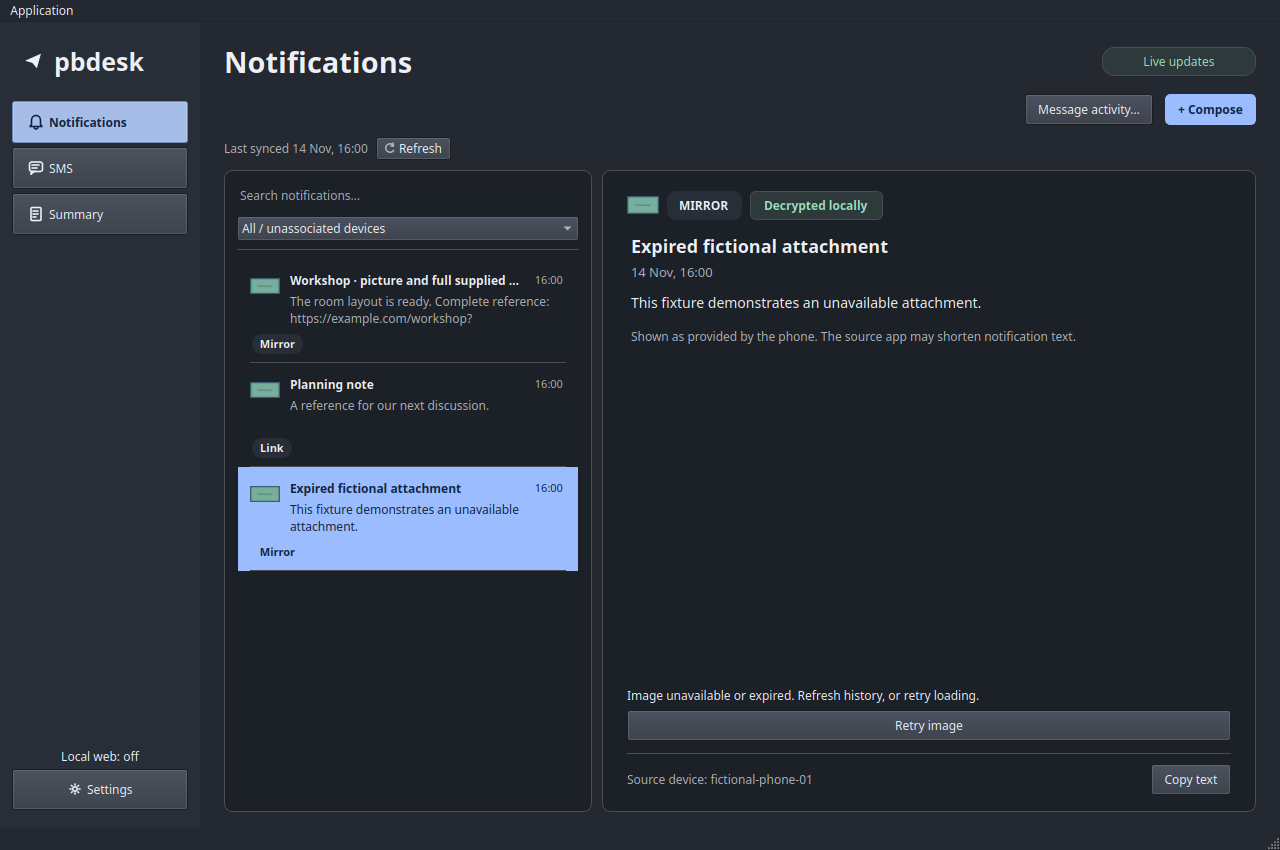 Application
pbdesk
Notifications
SMS
Summary
Local web: off
Settings
Notifications
Live updates
Message activity...
+ Compose
Last synced 14 Nov, 16:00
Refresh
Search notifications...
All / unassociated devices
Workshop · picture and full supplied ...
16:00
The room layout is ready. Complete reference:
https://example.com/workshop?
Mirror
Planning note
16:00
A reference for our next discussion.
Link
Expired fictional attachment
16:00
This fixture demonstrates an unavailable
attachment.
Mirror
MIRROR
Decrypted locally
Expired fictional attachment
14 Nov, 16:00
This fixture demonstrates an unavailable attachment.
Shown as provided by the phone. The source app may shorten notification text.
Image unavailable or expired. Refresh history, or retry loading.
Retry image
Source device: fictional-phone-01
Copy text